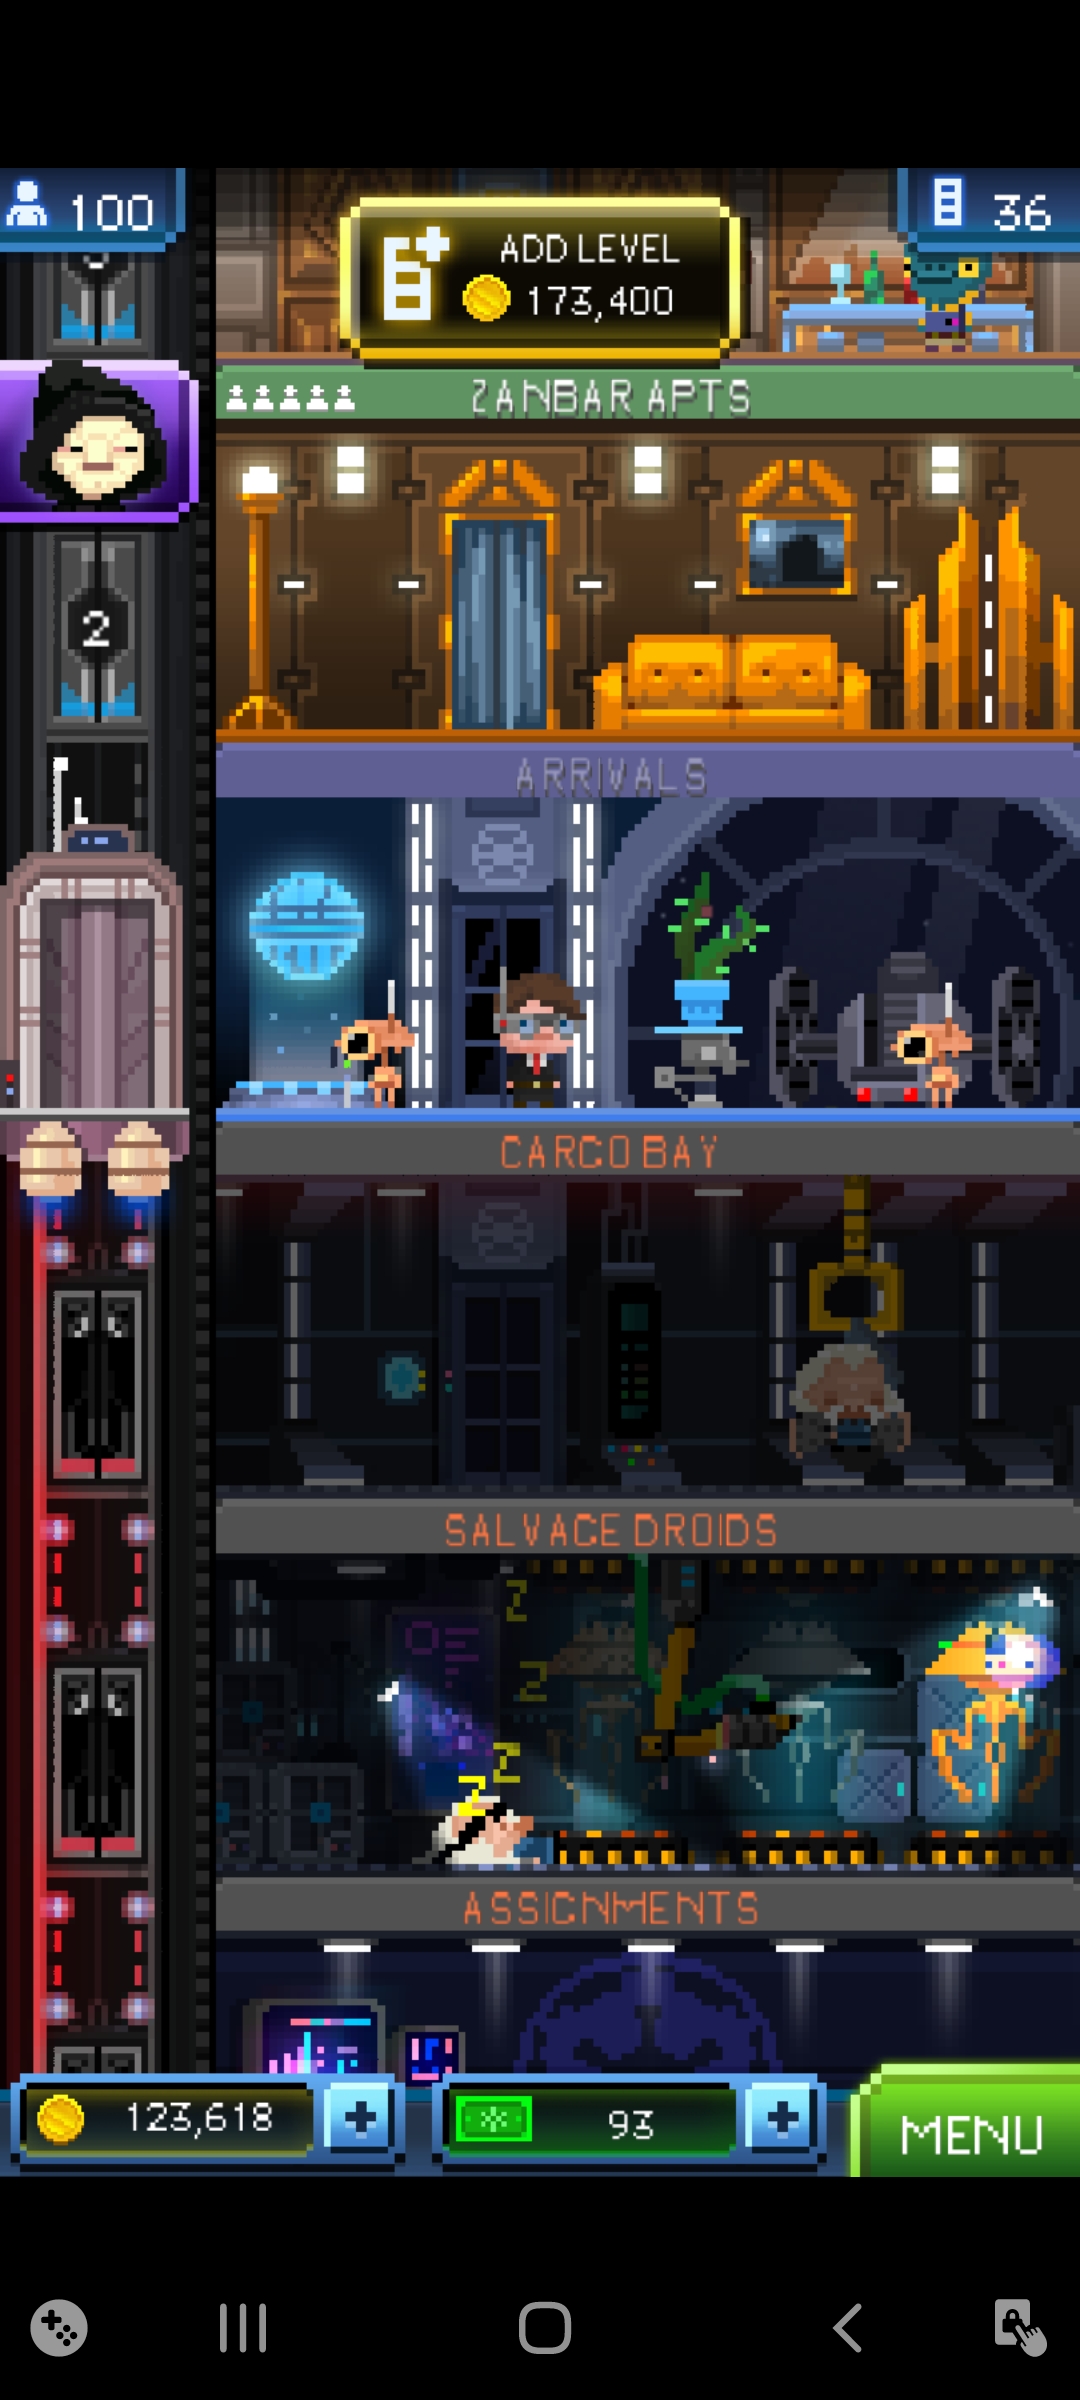 100
ADD LEVEL
173,400
36
ZANBAR APTS
2
ARRIVALS
CARGO BAY
SALVAGE DROIDS
Z
Z
Z
Z
ASSIGNMENTS
123,618
93
MENU